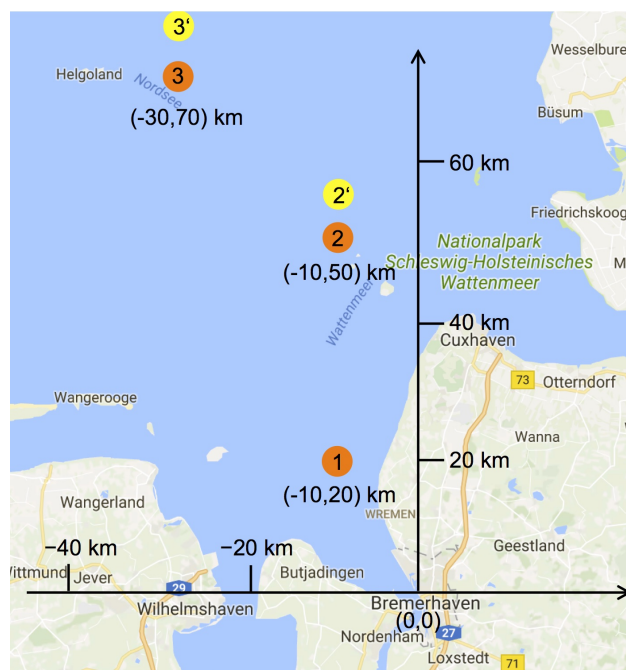 3‘
Wesselbure
Helgoland
3
Nordsee
(-30,70) km
Büsum
60 km
2‘
Friedrichskoog
2
Nationalpark
Schleswig-Holsteinisches
Wattenmeer
M
(-10,50) km
Wattenmeer
40 km
Cuxhaven
73
Otterndorf
Wangerooge
Wanna
1
20 km
(-10,20) km
Wangerland
WREMEN
−40 km
−20 km
Geestland
Wittmund
Jever
Butjadingen
29
Wilhelmshaven
Bremerhaven
(0,0)
Nordenham
27
Loxstedt
71